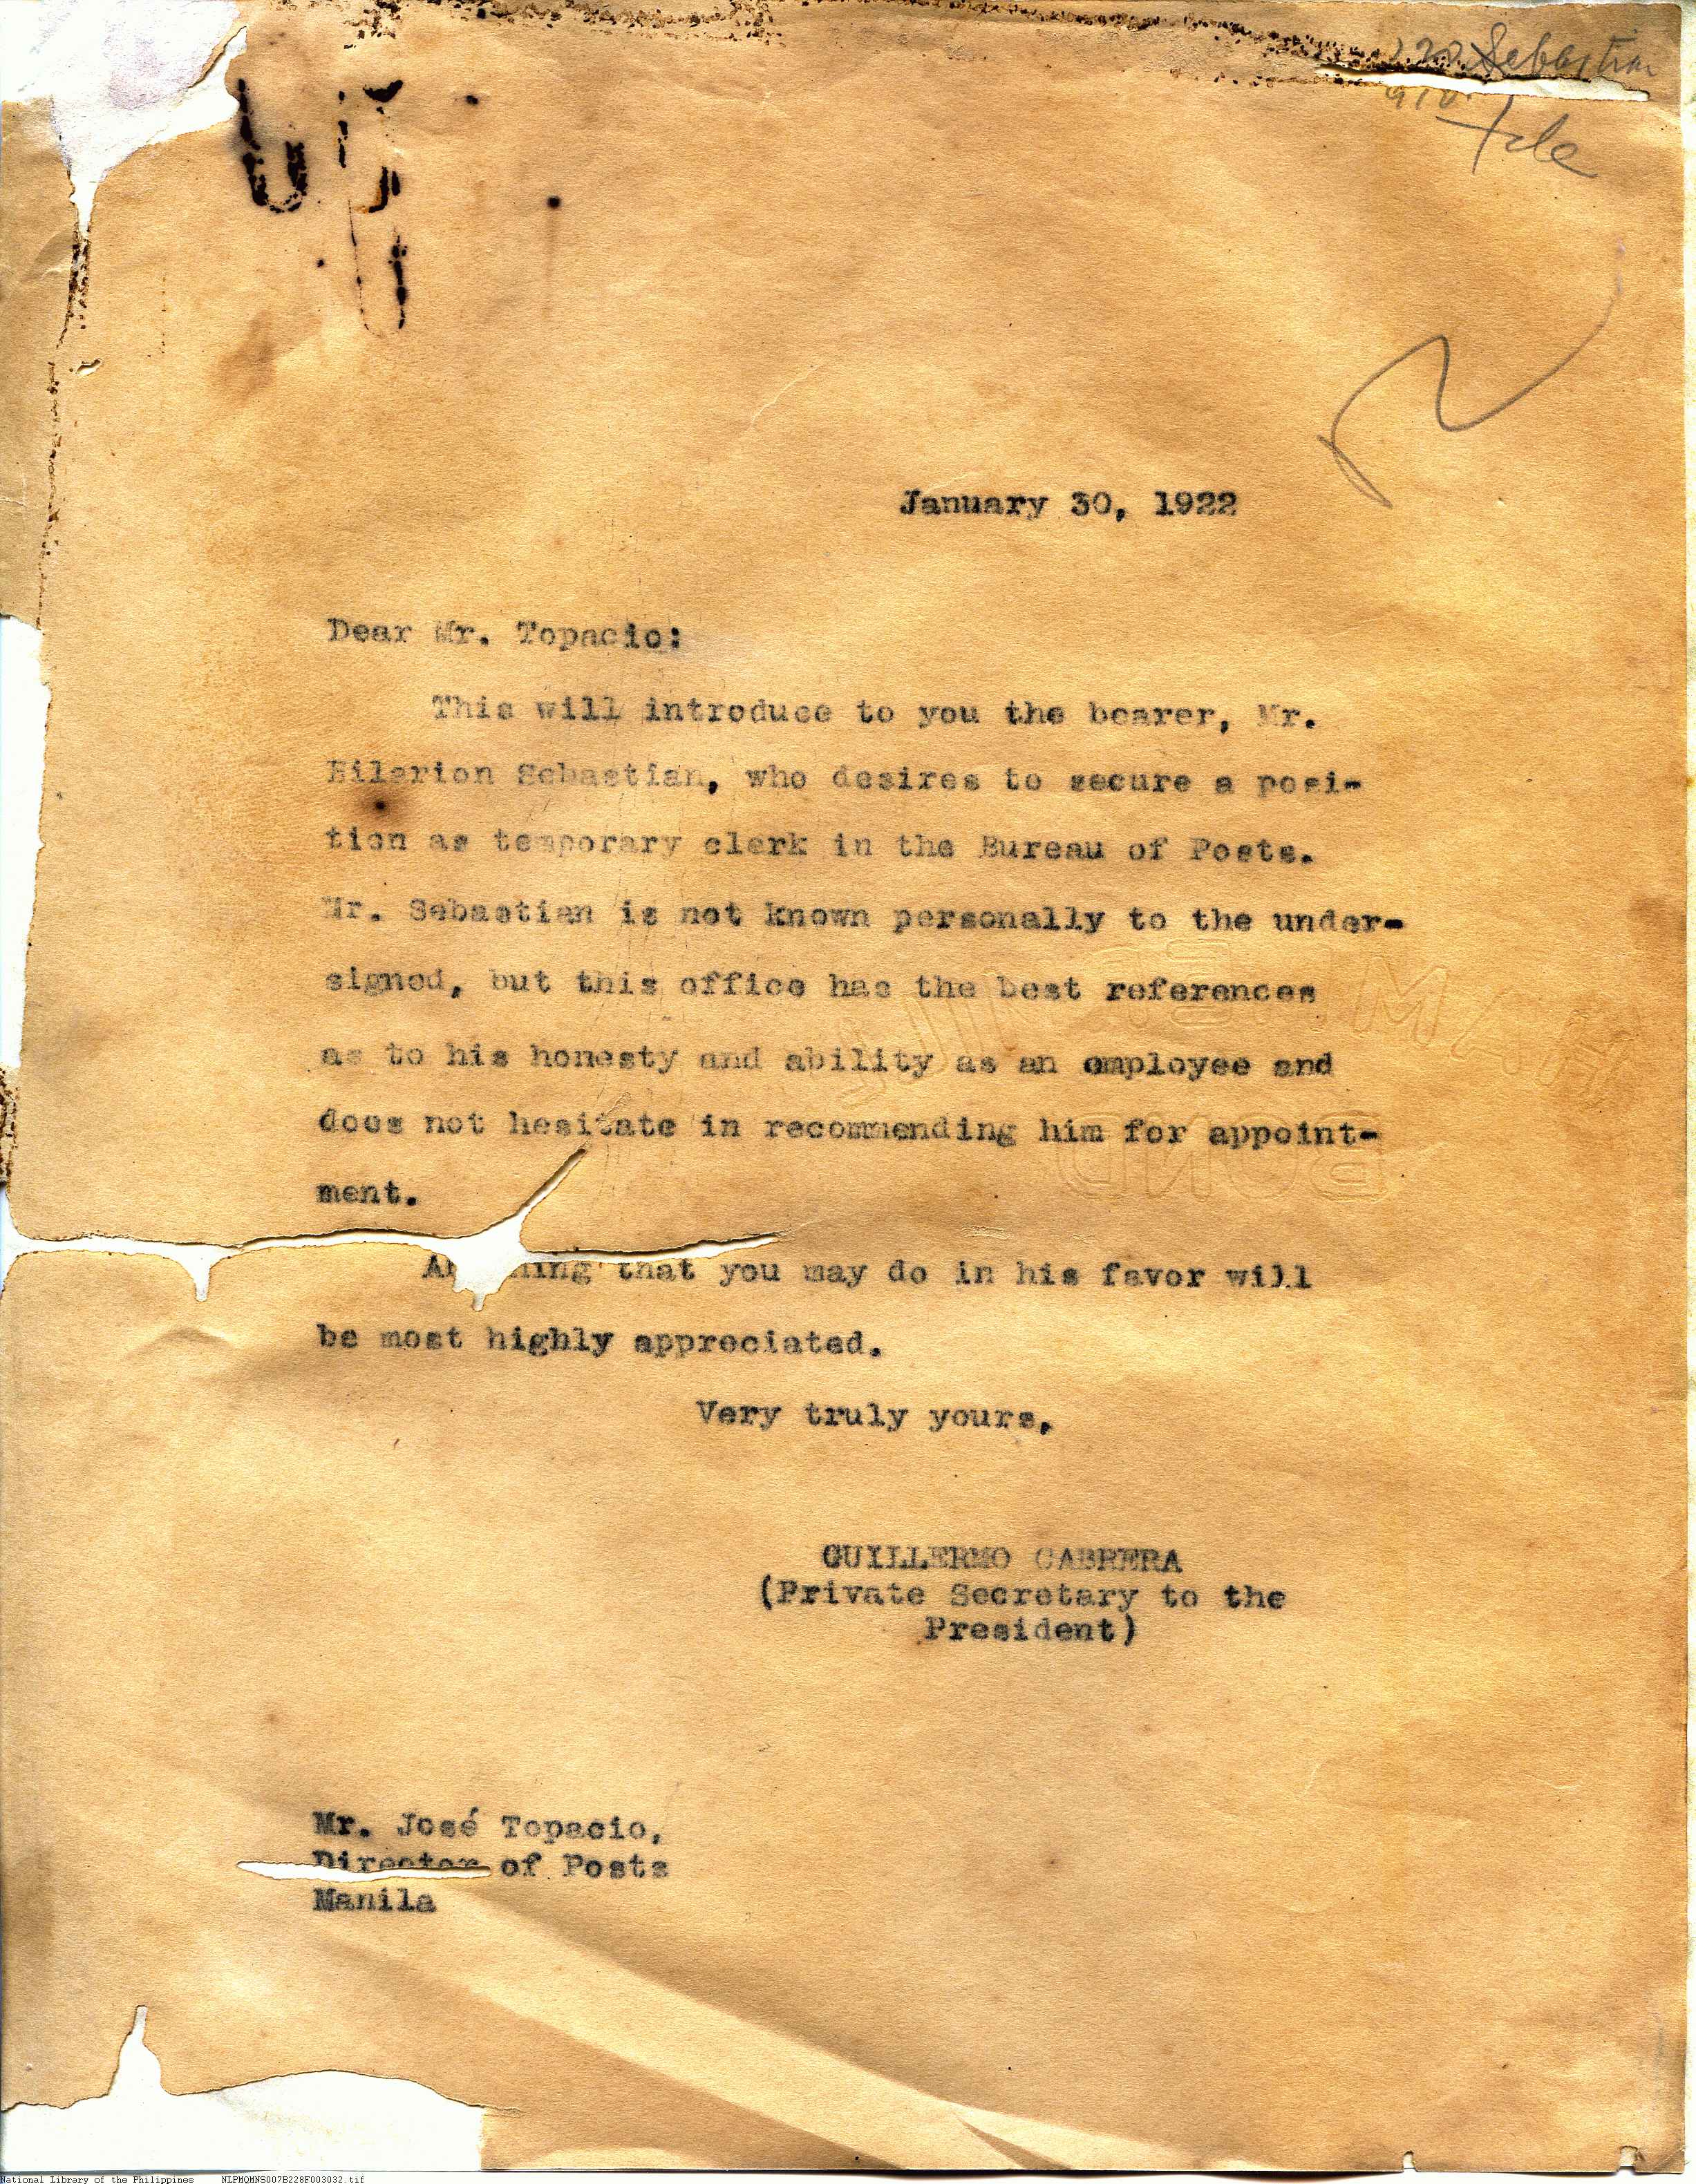 Sebastian
January 30, 1922
Dear Mr. Topacio:
This will introduce to you the bearer, Mr.
Hilarion Sebastian, who desires to secure a posi-
tion as temporary clerk in the Bureau of Posts.
Mr. Sebastian is not known personally to the under-
signed, but this office has the best references
as to his honesty and ability as an employee and
does not hesitate in recommending him for appoint-
ment.
that you may do in his favor will
be most highly appreciated.
Very truly yours,
GUILLERMO CABRERA
(Private Secretary to the
President)
BOND
Mr. José Topacio,
Director of Posts
Manila
National Library of the Philippines NLPMQMNS007B228F003032.tif